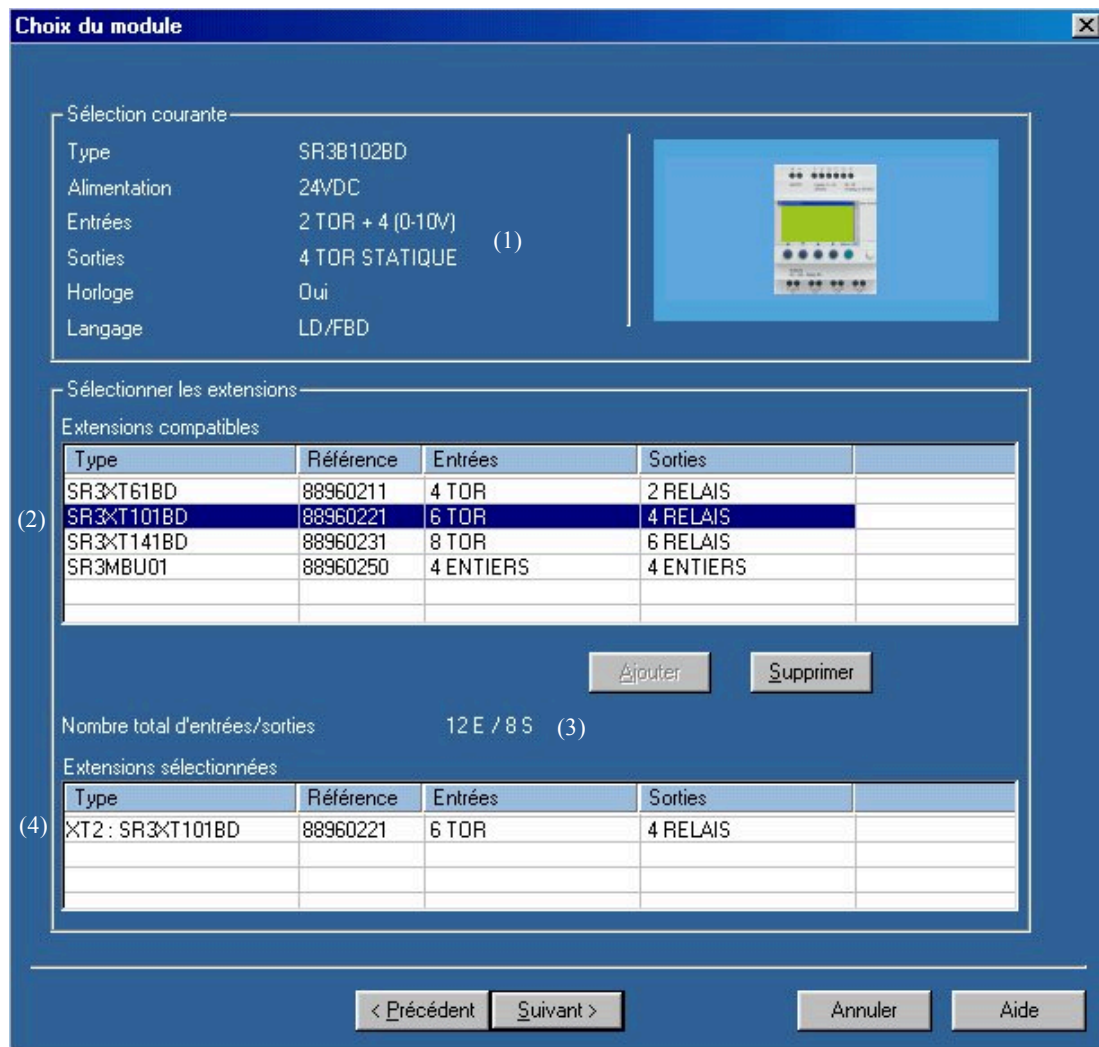 Choix du module
Sélection courante
Type SR3B102BD
Alimentation 24VDC
Entrées 2 TOR + 4 (0-10V)
(1)
Sorties 4 TOR STATIQUE
Horloge Oui
Langage LD/FBD
Sélectionner les extensions
Extensions compatibles
Type Référence Entrées Sorties
SR3XT61BD 88960211 4 TOR 2 RELAIS
(2) SR3XT101BD 88960221 6 TOR 4 RELAIS
SR3XT141BD 88960231 8 TOR 6 RELAIS
SR3MBU01 88960250 4 ENTIERS 4 ENTIERS
Ajouter Supprimer
Nombre total d'entrées/sorties 12 E / 8 S (3)
Extensions sélectionnées
Type Référence Entrées Sorties
(4) XT2 : SR3XT101BD 88960221 6 TOR 4 RELAIS
< Précédent Suivant > Annuler Aide